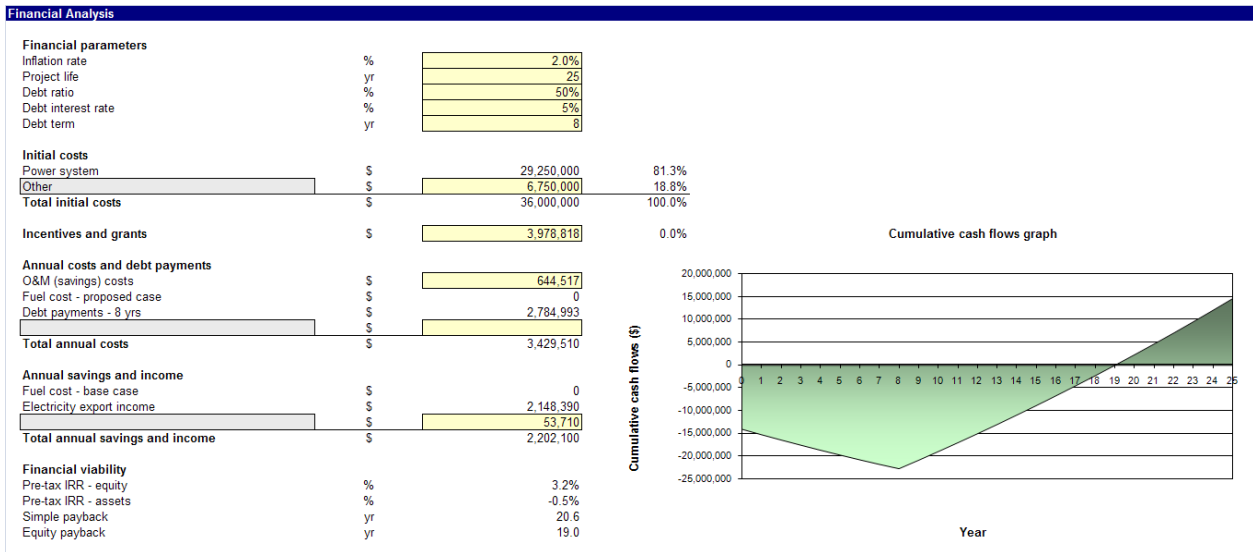 Financial Analysis
Financial parameters
Inflation rate % 2.0%
Project life yr 25
Debt ratio % 50%
Debt interest rate % 5%
Debt term yr 8
Initial costs
Power system $ 29,250,000 81.3%
Other $ 6,750,000 18.8%
Total initial costs $ 36,000,000 100.0%
Incentives and grants $ 3,978,818 0.0%
Annual costs and debt payments
O&M (savings) costs $ 644,517
Fuel cost - proposed case $ 0
Debt payments - 8 yrs $ 2,784,993
$
Total annual costs $ 3,429,510
Annual savings and income
Fuel cost - base case $ 0
Electricity export income $ 2,148,390
$ 53,710
Total annual savings and income $ 2,202,100
Financial viability
Pre-tax IRR - equity % 3.2%
Pre-tax IRR - assets % -0.5%
Simple payback yr 20.6
Equity payback yr 19.0
Cumulative cash flows graph
Cumulative cash flows ($)
20,000,000
15,000,000
10,000,000
5,000,000
0
-5,000,000
-10,000,000
-15,000,000
-20,000,000
-25,000,000
0 1 2 3 4 5 6 7 8 9 10 11 12 13 14 15 16 17 18 19 20 21 22 23 24 25
Year